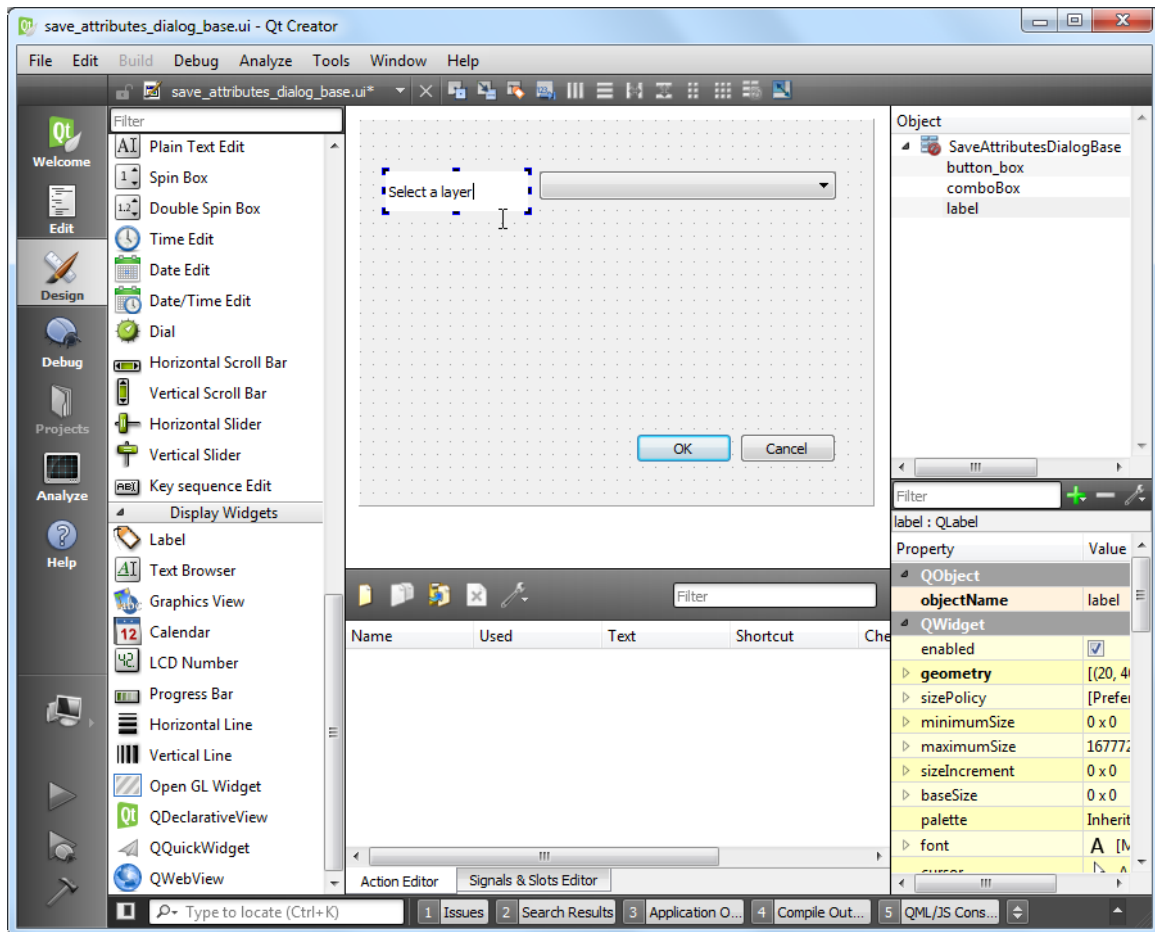 save_attributes_dialog_base.ui - Qt Creator
File Edit Build Debug Analyze Tools Window Help
save_attributes_dialog_base.ui*
Welcome
Edit
Design
Debug
Projects
Analyze
Help
Filter
Plain Text Edit
Spin Box
Double Spin Box
Time Edit
Date Edit
Date/Time Edit
Dial
Horizontal Scroll Bar
Vertical Scroll Bar
Horizontal Slider
Vertical Slider
Key sequence Edit
Display Widgets
Label
Text Browser
Graphics View
Calendar
LCD Number
Progress Bar
Horizontal Line
Vertical Line
Open GL Widget
QDeclarativeView
QQuickWidget
QWebView
Select a layer
OK Cancel
Filter
Name Used Text Shortcut Che
Action Editor Signals & Slots Editor
Object
SaveAttributesDialogBase
button_box
comboBox
label
Filter
label : QLabel
Property Value
QObject
objectName label
QWidget
enabled
geometry [(20, 4
sizePolicy [Prefer
minimumSize 0 x 0
maximumSize 167772
sizeIncrement 0 x 0
baseSize 0 x 0
palette Inherit
font A [M
cursor
Type to locate (Ctrl+K) 1 Issues 2 Search Results 3 Application O... 4 Compile Out... 5 QML/JS Cons...